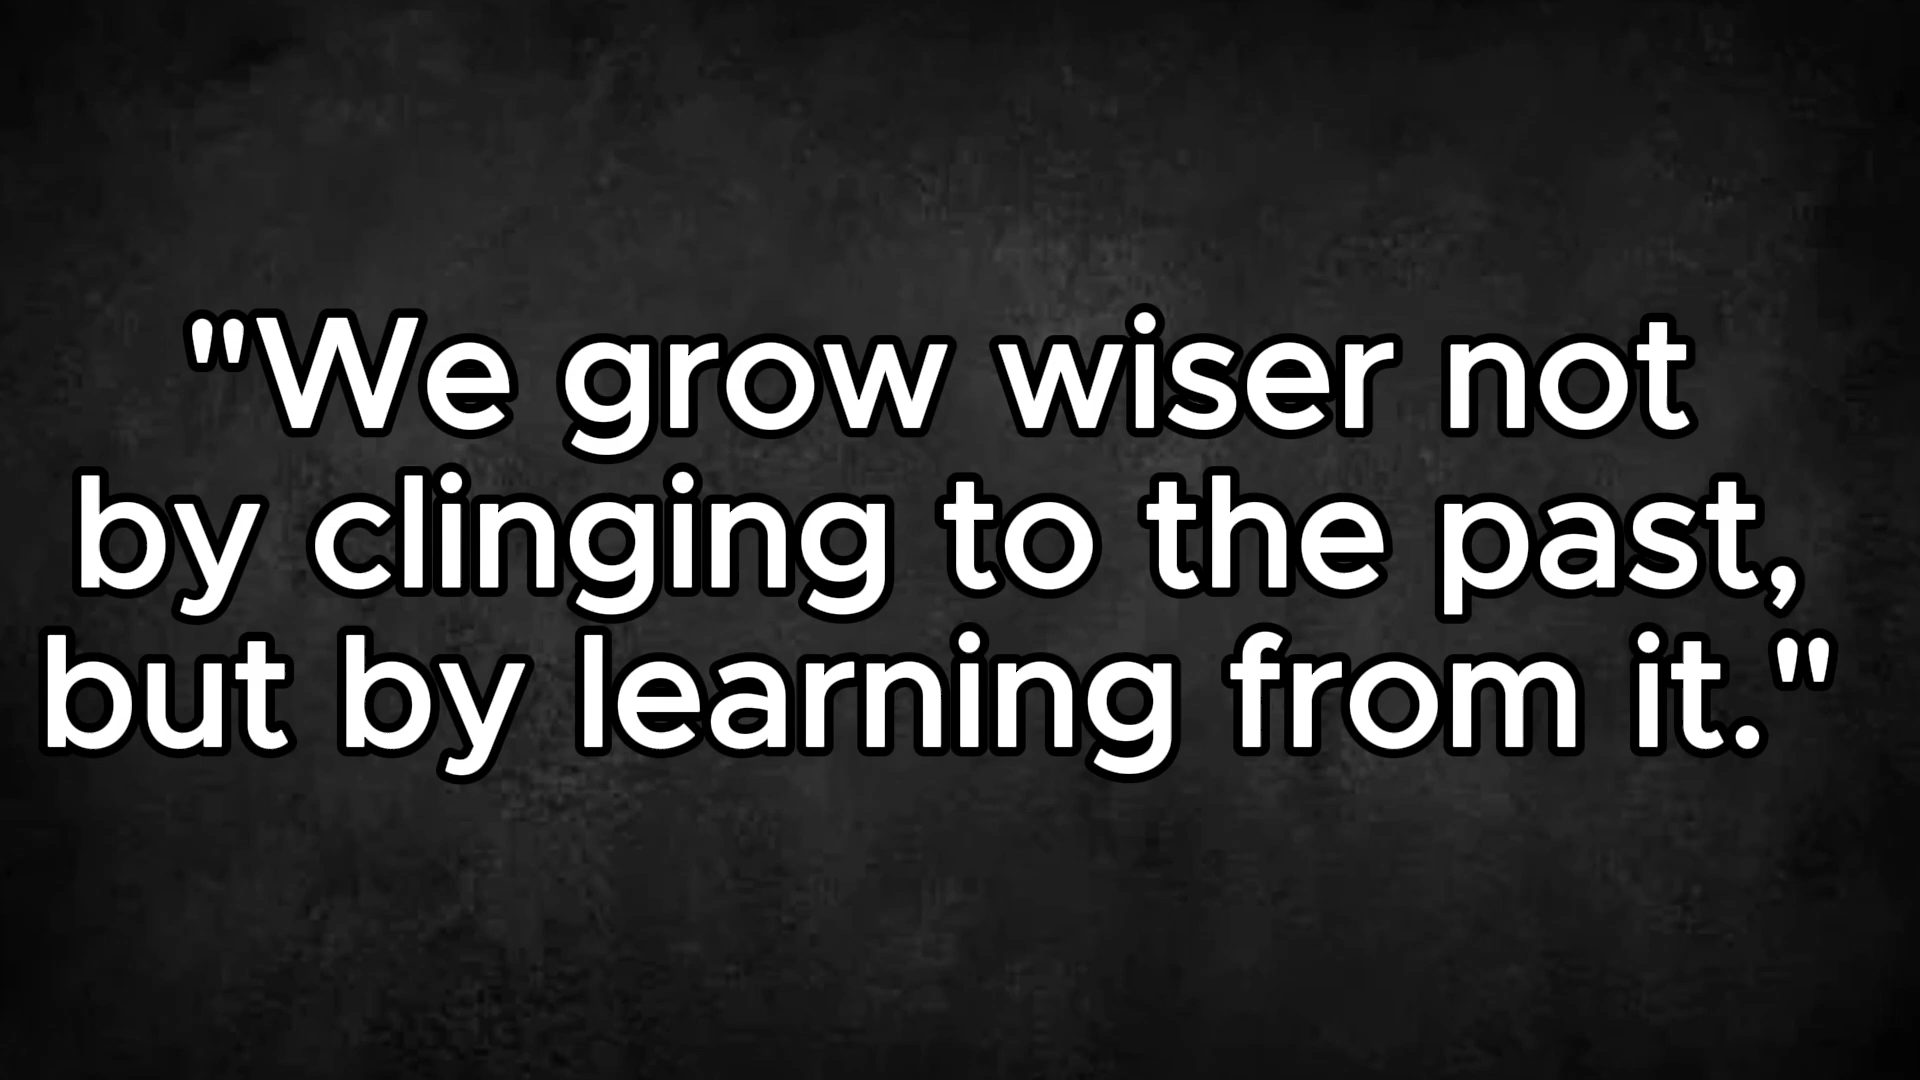 "We grow wiser not
by clinging to the past,
but by learning from it."